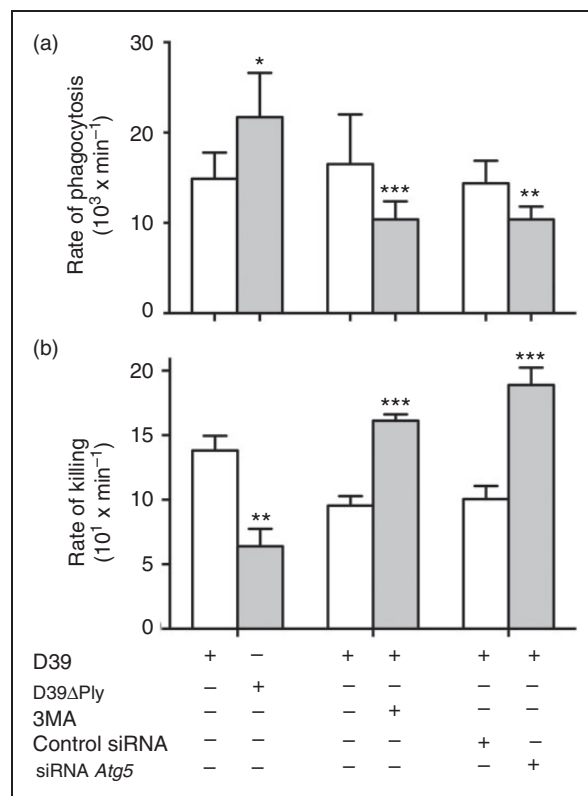 (a)
Rate of phagocytosis
(10³ x min⁻¹)
30
20
10
0
*
***
**
(b)
Rate of killing
(10¹ x min⁻¹)
20
15
10
5
0
**
***
***
D39 + − + + + +
D39ΔPly − + − − − −
3MA − − − + − −
Control siRNA − − − − + −
siRNA Atg5 − − − − − +